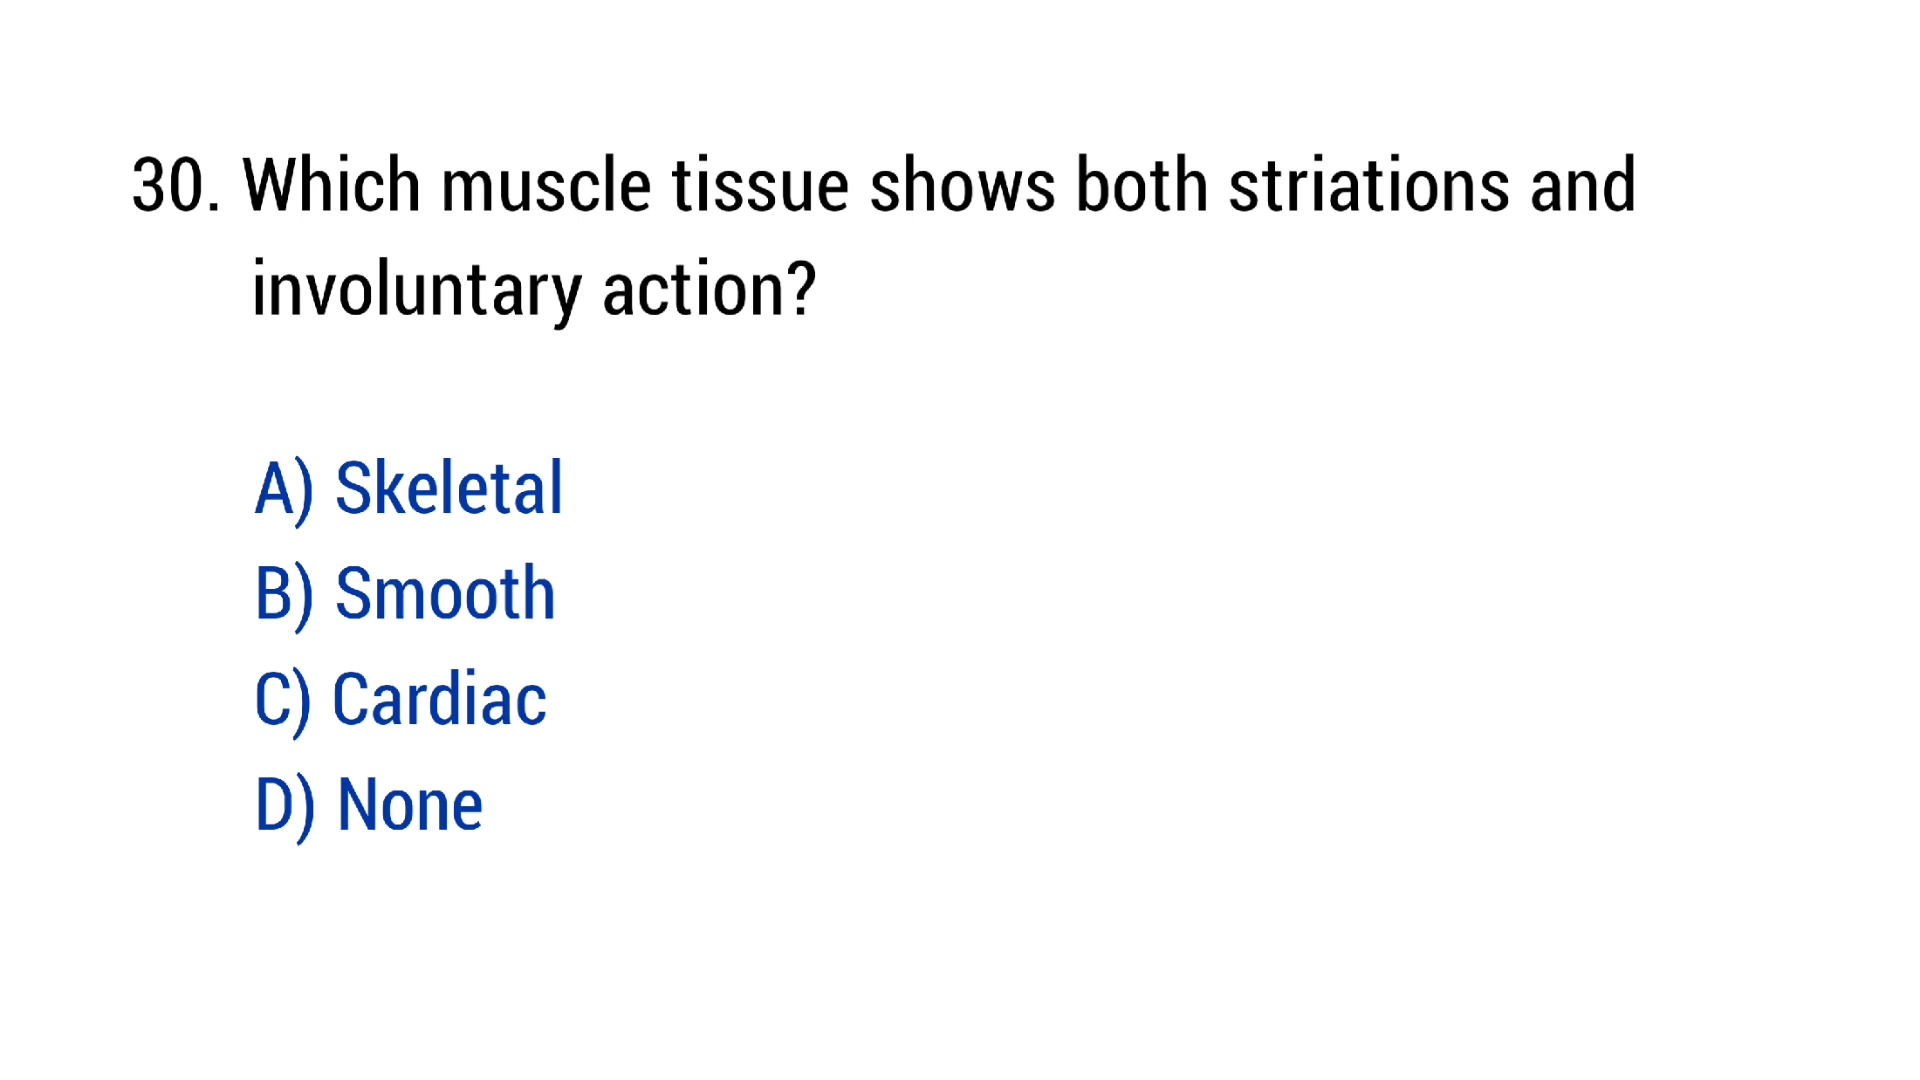 30. Which muscle tissue shows both striations and
involuntary action?
A) Skeletal
B) Smooth
C) Cardiac
D) None